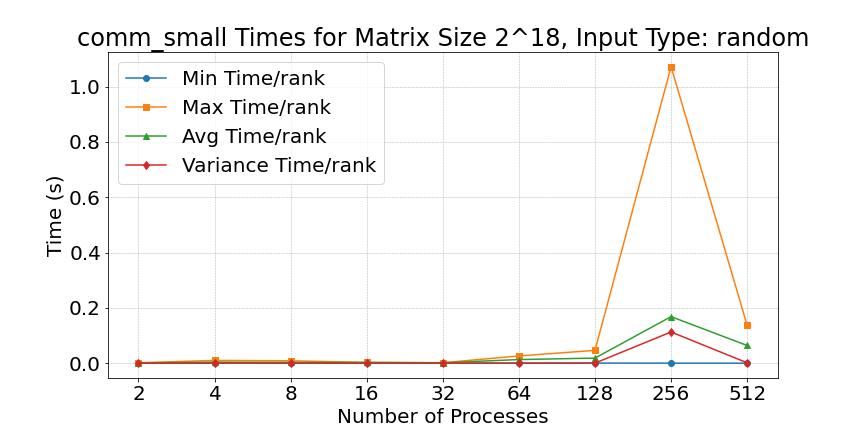 comm_small Times for Matrix Size 2^18, Input Type: random
Min Time/rank
Max Time/rank
Avg Time/rank
Variance Time/rank
Time (s)
1.0
0.8
0.6
0.4
0.2
0.0
2 4 8 16 32 64 128 256 512
Number of Processes